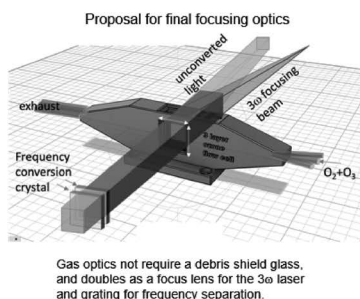 Proposal for final focusing optics
unconverted
light
3ω focusing
beam
exhaust
Frequency
conversion
crystal
O₂+O₃
Gas optics not require a debris shield glass,
and doubles as a focus lens for the 3ω laser
and grating for frequency separation.